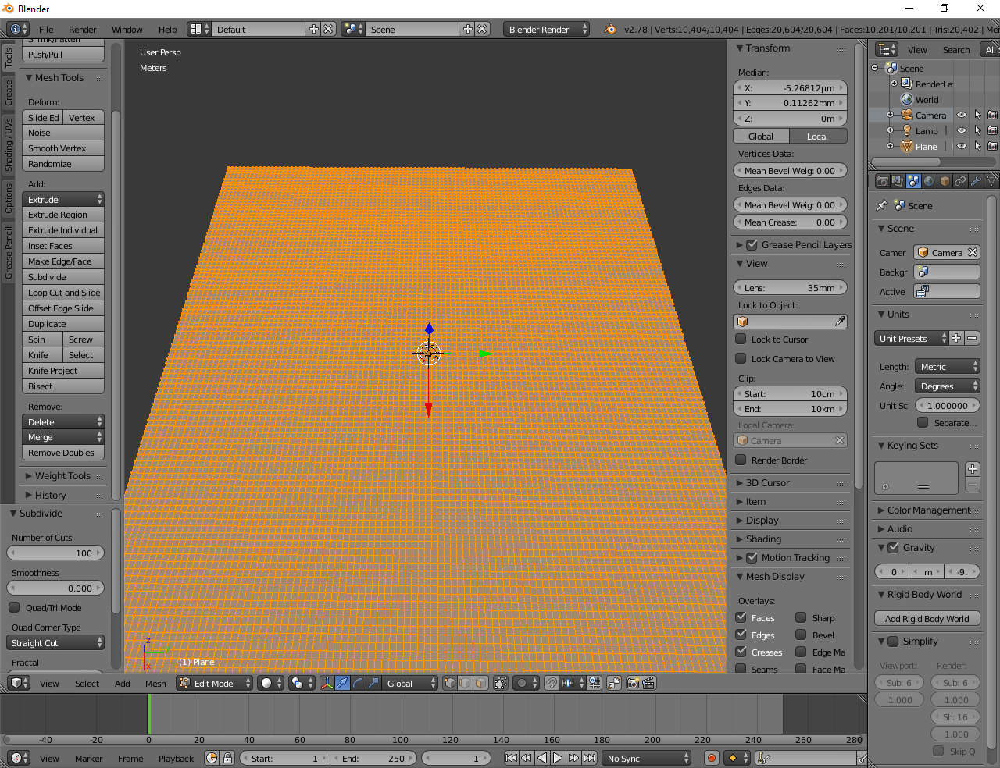 Blender
File Render Window Help Default Scene Blender Render v2.78 | Verts:10,404/10,404 | Edges:20,604/20,604 | Faces:10,201/10,201 | Tris:20,402 | Mer
Tools
Create
Shading / UVs
Options
Grease Pencil
Shrink/Fatten
Push/Pull
Mesh Tools
Deform:
Slide Ed Vertex
Noise
Smooth Vertex
Randomize
Add:
Extrude
Extrude Region
Extrude Individual
Inset Faces
Make Edge/Face
Subdivide
Loop Cut and Slide
Offset Edge Slide
Duplicate
Spin Screw
Knife Select
Knife Project
Bisect
Remove:
Delete
Merge
Remove Doubles
Weight Tools
History
Subdivide
Number of Cuts
100
Smoothness
0.000
Quad/Tri Mode
Quad Corner Type
Straight Cut
Fractal
User Persp
Meters
z
y
x
(1) Plane
Transform
Median:
X: -5.26812µm
Y: 0.11262mm
Z: 0m
Global Local
Vertices Data:
Mean Bevel Weig: 0.00
Edges Data:
Mean Bevel Weig: 0.00
Mean Crease: 0.00
Grease Pencil Layers
View
Lens: 35mm
Lock to Object:
Lock to Cursor
Lock Camera to View
Clip:
Start: 10cm
End: 10km
Local Camera:
Camera
Render Border
3D Cursor
Item
Display
Shading
Motion Tracking
Mesh Display
Overlays:
Faces Sharp
Edges Bevel
Creases Edge Ma
Seams Face Ma
View Search All S
Scene
RenderLa
World
Camera
Lamp
Plane
Scene
Scene
Camer Camera
Backgr
Active
Units
Unit Presets
Length: Metric
Angle: Degrees
Unit Sc 1.000000
Separate...
Keying Sets
Color Management
Audio
Gravity
0 m -9.
Rigid Body World
Add Rigid Body World
Simplify
Viewport: Render:
Sub: 6 Sub: 6
1.000 1.000
Sh: 16
1.000
Skip Q
View Select Add Mesh Edit Mode Global
-40 -20 0 20 40 60 80 100 120 140 160 180 200 220 240 260 280
View Marker Frame Playback Start: 1 End: 250 1 No Sync